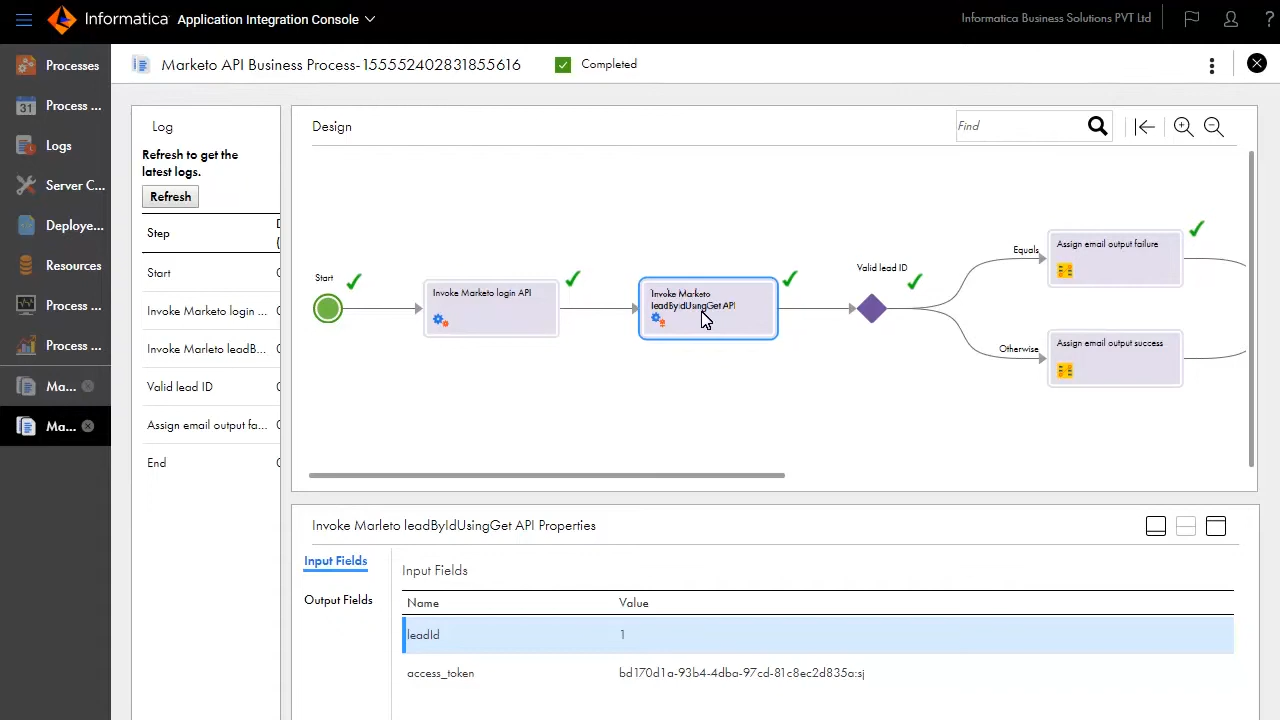 Informatica Application Integration Console
Informatica Business Solutions PVT Ltd
?
Processes
31 Process ...
Logs
Server C...
Deploye...
Resources
Process ...
Process ...
Ma...
Ma...
Marketo API Business Process-155552402831855616
Completed
Log
Refresh to get the
latest logs.
Refresh
Step
Start
Invoke Marketo login ...
Invoke Marleto leadB...
Valid lead ID
Assign email output fa...
End
Design
Find
Start
Invoke Marketo login API
Invoke Marketo
leadByIdUsingGet API
Valid lead ID
Equals
Otherwise
Assign email output failure
Assign email output success
Invoke Marleto leadByIdUsingGet API Properties
Input Fields
Output Fields
Input Fields
Name Value
leadId 1
access_token bd170d1a-93b4-4dba-97cd-81c8ec2d835a:sj